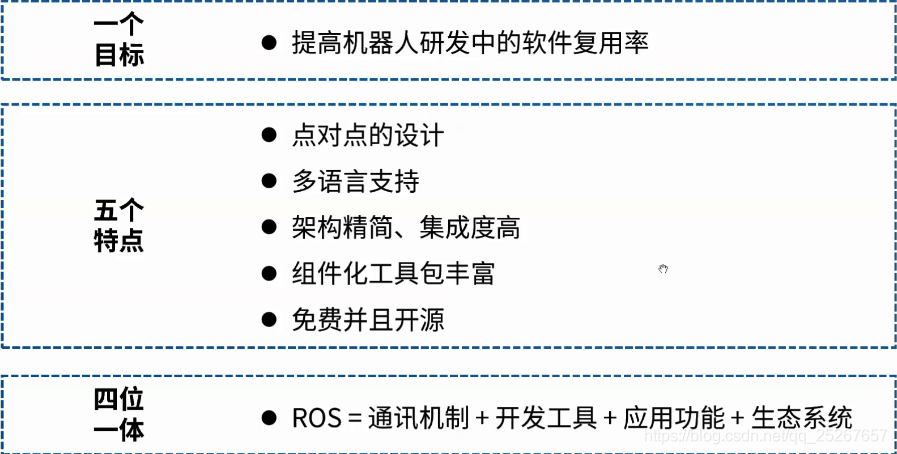 一个
目标
● 提高机器人研发中的软件复用率
五个
特点
● 点对点的设计
● 多语言支持
● 架构精简、集成度高
● 组件化工具包丰富
● 免费并且开源
四位
一体
● ROS = 通讯机制 + 开发工具 + 应用功能 + 生态系统
https://blog.csdn.net/qq_25267657